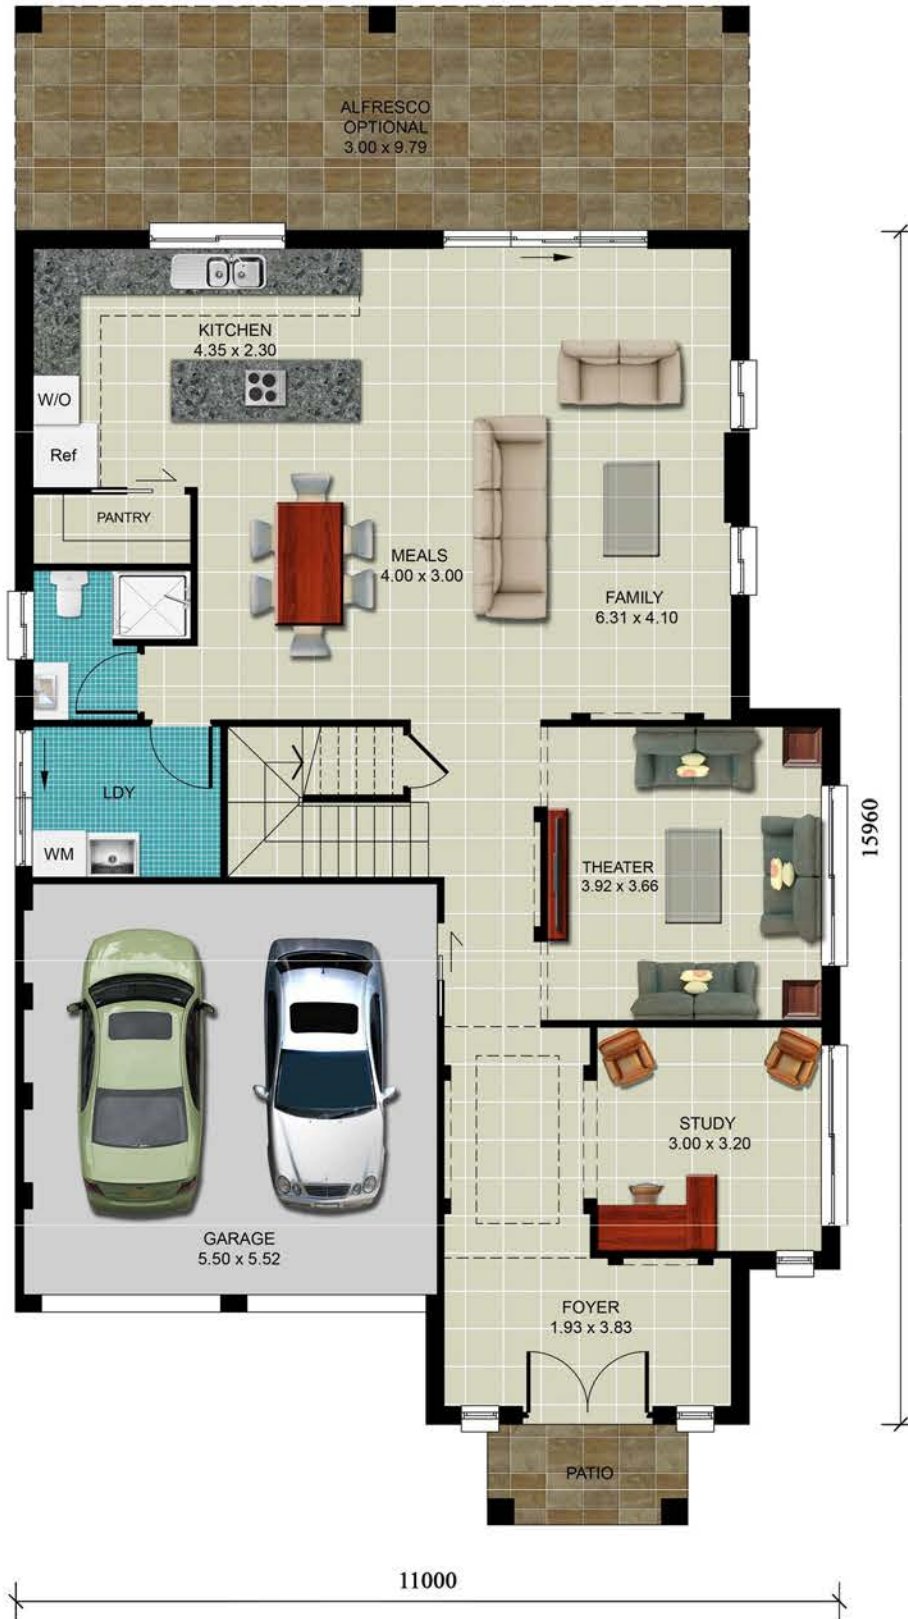 ALFRESCO
OPTIONAL
3.00 x 9.79
KITCHEN
4.35 x 2.30
W/O
Ref
PANTRY
MEALS
4.00 x 3.00
FAMILY
6.31 x 4.10
LDY
WM
THEATER
3.92 x 3.66
15960
STUDY
3.00 x 3.20
GARAGE
5.50 x 5.52
FOYER
1.93 x 3.83
PATIO
11000